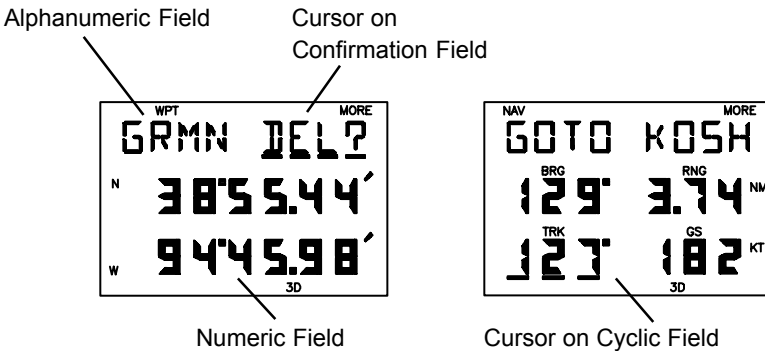 Alphanumeric Field
Cursor on
Confirmation Field
WPT MORE
GRMN DEL?
N 38°55.44'
W 94°45.98'
3D
Numeric Field
NAV MORE
GOTO KOSH
BRG RNG
129° 3.74 NM
TRK GS
123° 182 KT
3D
Cursor on Cyclic Field